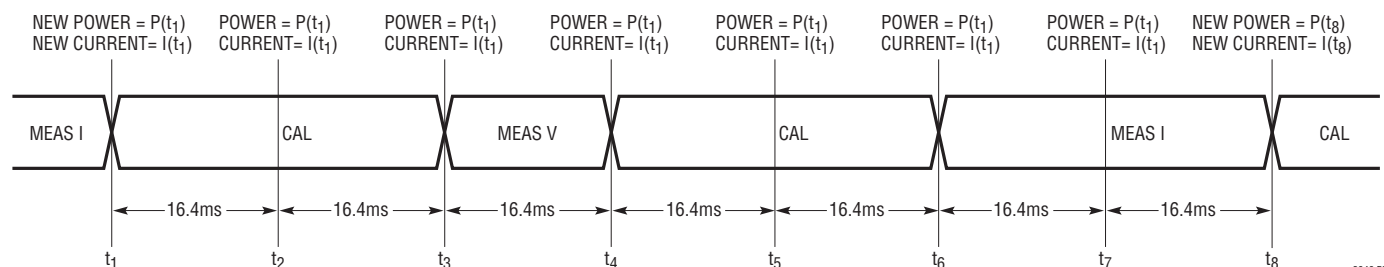 NEW POWER = P(t1)
NEW CURRENT= I(t1)
POWER = P(t1)
CURRENT= I(t1)
POWER = P(t1)
CURRENT= I(t1)
POWER = P(t1)
CURRENT= I(t1)
POWER = P(t1)
CURRENT= I(t1)
POWER = P(t1)
CURRENT= I(t1)
POWER = P(t1)
CURRENT= I(t1)
NEW POWER = P(t8)
NEW CURRENT= I(t8)
MEAS I
CAL
MEAS V
CAL
MEAS I
CAL
16.4ms
16.4ms
16.4ms
16.4ms
16.4ms
16.4ms
16.4ms
t1
t2
t3
t4
t5
t6
t7
t8